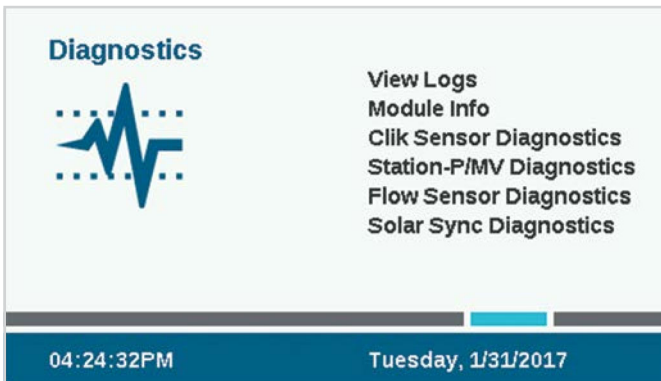 Diagnostics
View Logs
Module Info
Clik Sensor Diagnostics
Station-P/MV Diagnostics
Flow Sensor Diagnostics
Solar Sync Diagnostics
04:24:32PM
Tuesday, 1/31/2017